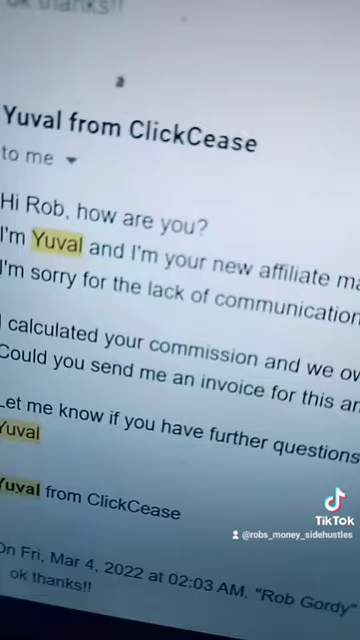 ok thanks!!
Yuval from ClickCease
to me
Hi Rob, how are you?
I'm Yuval and I'm your new affiliate
I'm sorry for the lack of communication
I calculated your commission and we
Could you send me an invoice for this
Let me know if you have further questions
Yuval
Yuval from ClickCease
On Fri, Mar 4, 2022 at 02:03 AM, "Rob Gordy"
ok thanks!!
TikTok
@robs_money_sidehustles